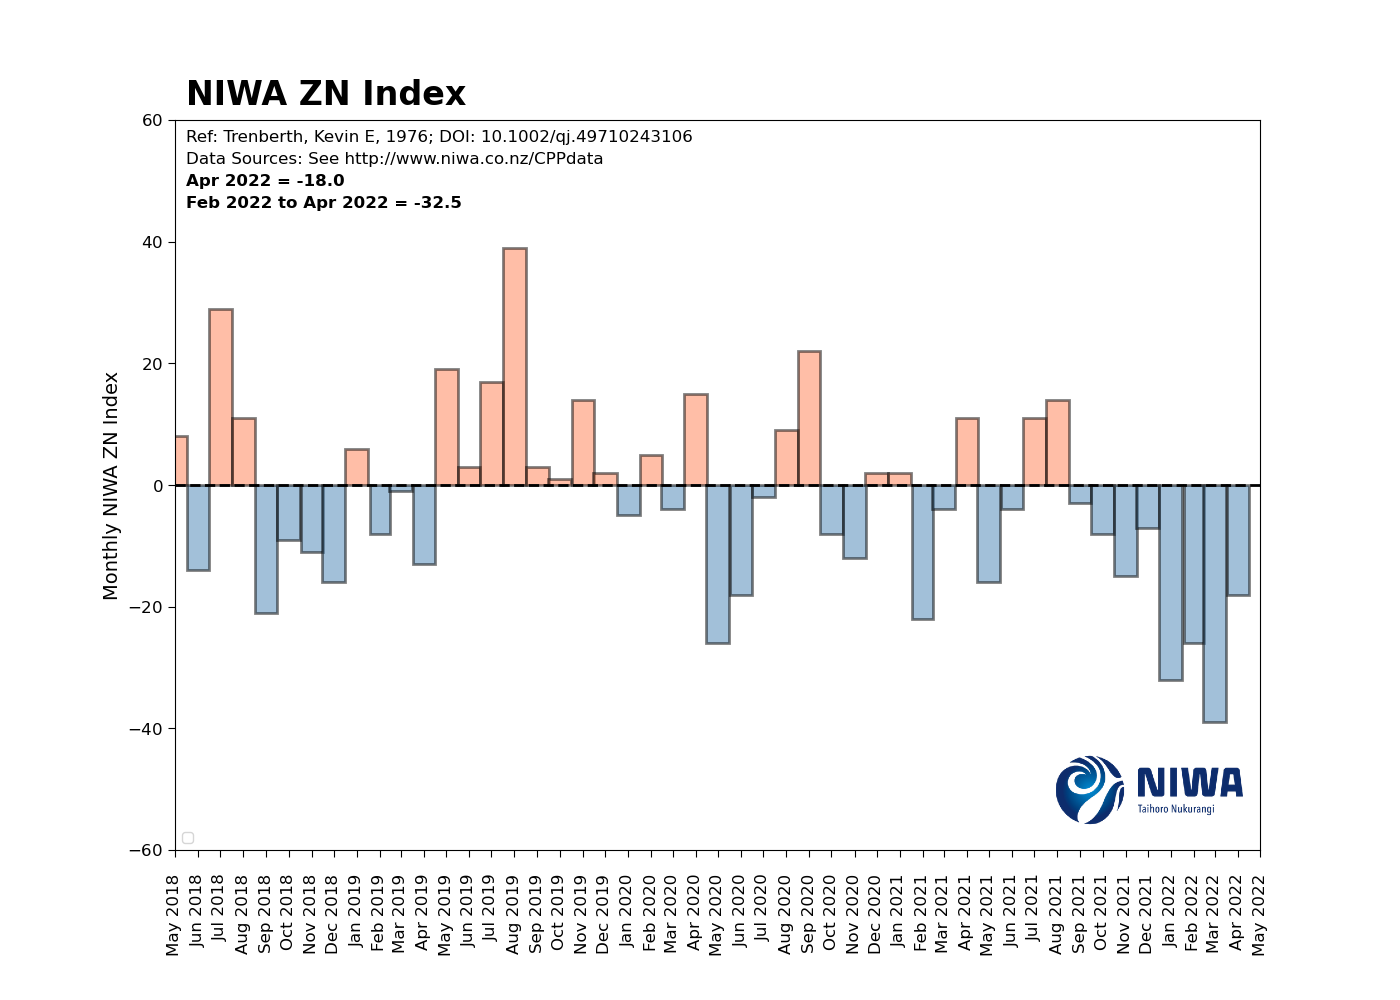 NIWA ZN Index
Ref: Trenberth, Kevin E, 1976; DOI: 10.1002/qj.49710243106
Data Sources: See http://www.niwa.co.nz/CPPdata
Apr 2022 = -18.0
Feb 2022 to Apr 2022 = -32.5
Monthly NIWA ZN Index
60
40
20
0
−20
−40
−60
NIWA
Taihoro Nukurangi
May 2018
Jun 2018
Jul 2018
Aug 2018
Sep 2018
Oct 2018
Nov 2018
Dec 2018
Jan 2019
Feb 2019
Mar 2019
Apr 2019
May 2019
Jun 2019
Jul 2019
Aug 2019
Sep 2019
Oct 2019
Nov 2019
Dec 2019
Jan 2020
Feb 2020
Mar 2020
Apr 2020
May 2020
Jun 2020
Jul 2020
Aug 2020
Sep 2020
Oct 2020
Nov 2020
Dec 2020
Jan 2021
Feb 2021
Mar 2021
Apr 2021
May 2021
Jun 2021
Jul 2021
Aug 2021
Sep 2021
Oct 2021
Nov 2021
Dec 2021
Jan 2022
Feb 2022
Mar 2022
Apr 2022
May 2022